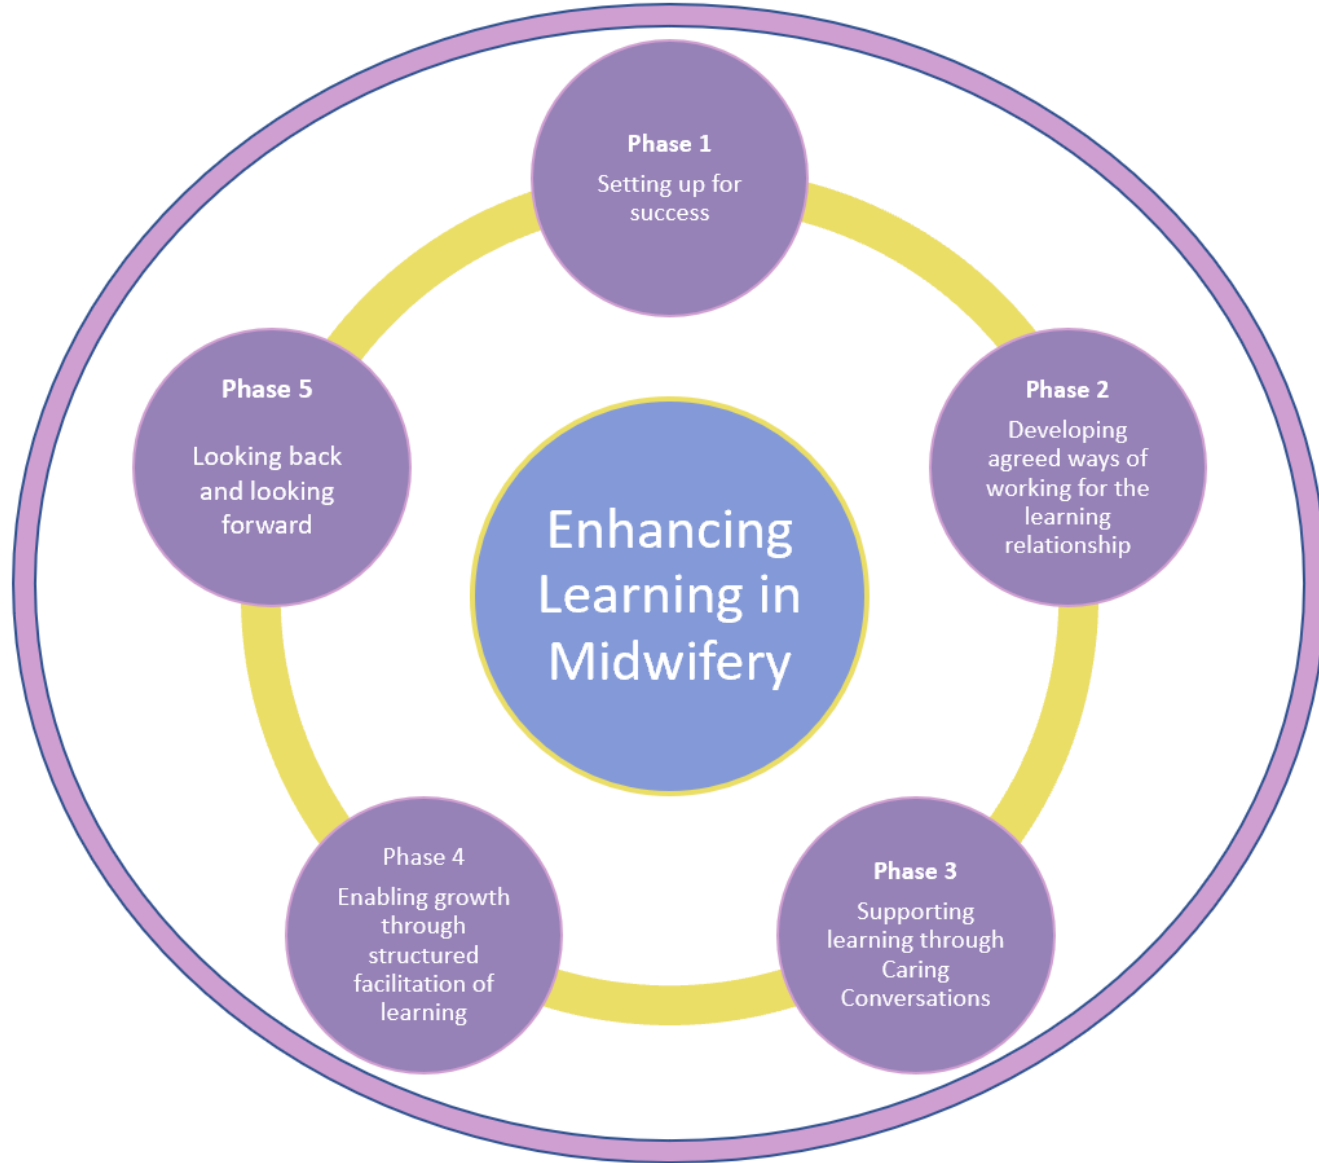 Phase 1
Setting up for
success
Phase 2
Developing
agreed ways of
working for the
learning
relationship
Phase 3
Supporting
learning through
Caring
Conversations
Phase 4
Enabling growth
through
structured
facilitation of
learning
Phase 5
Looking back
and looking
forward
Enhancing
Learning in
Midwifery